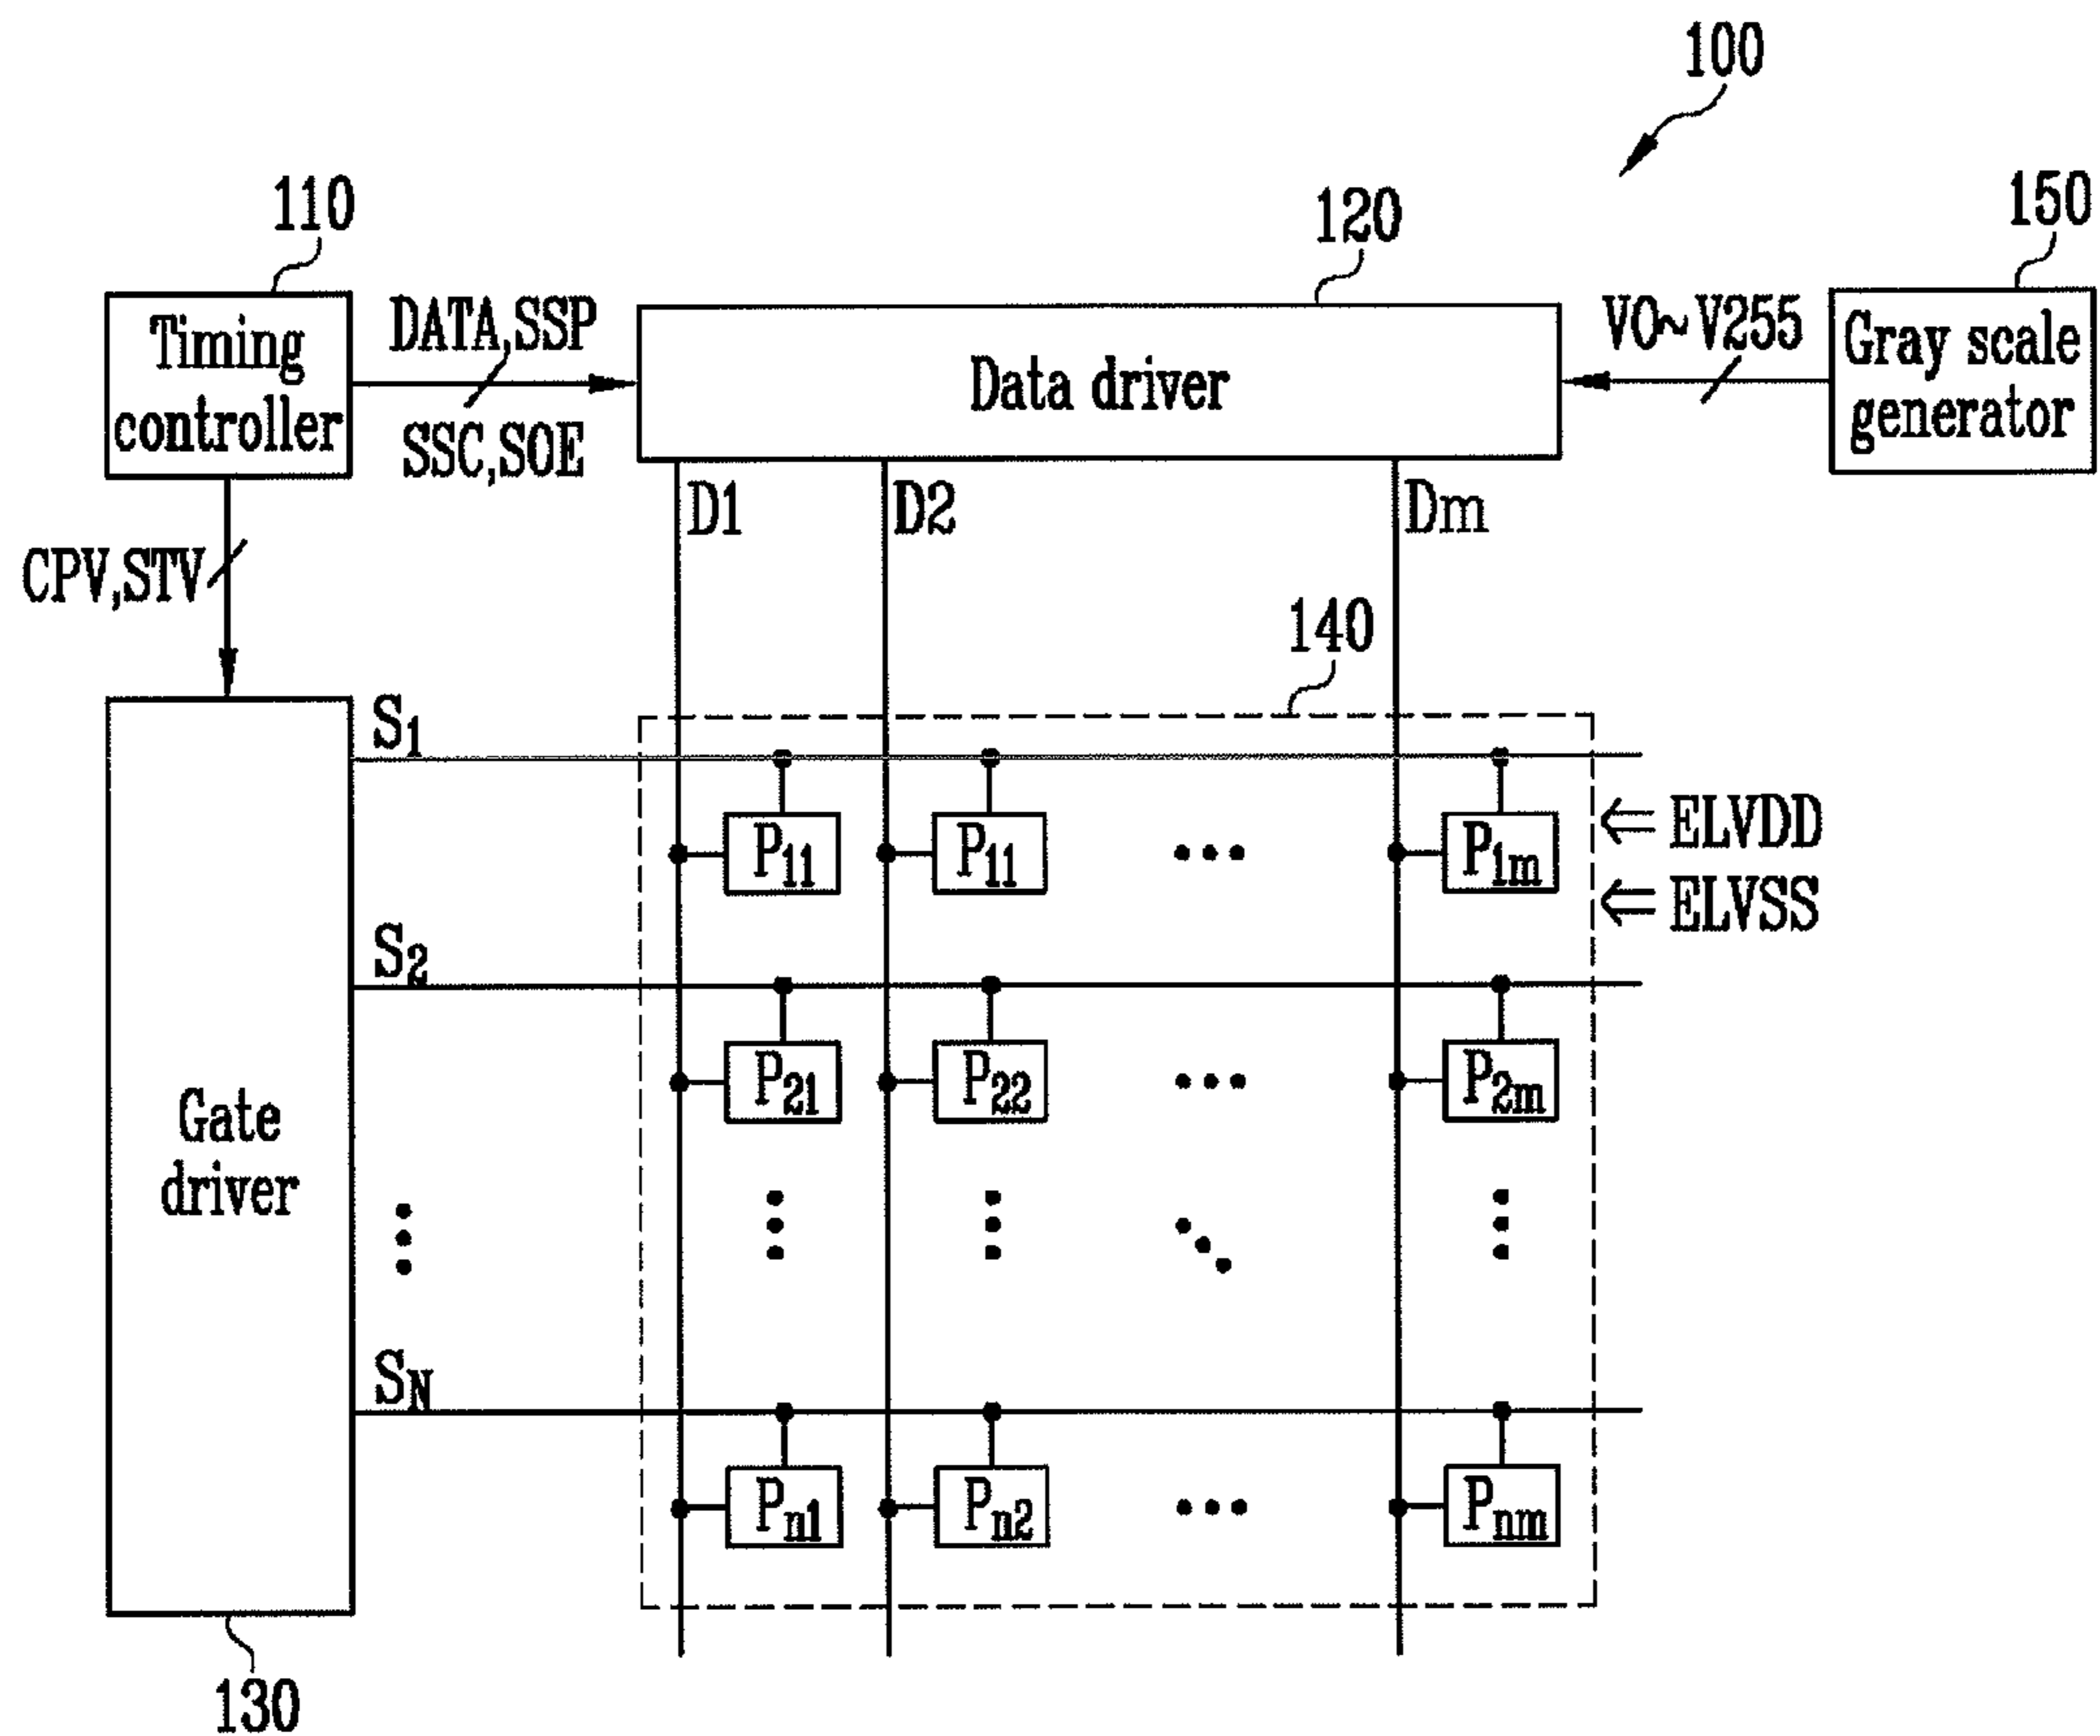 100
110
120
150
Timing
controller
DATA,SSP
SSC,SOE
Data driver
V0~V255
Gray scale
generator
D1
D2
Dm
CPV,STV
140
Gate
driver
130
S1
P11
P11
P1m
ELVDD
ELVSS
S2
P21
P22
P2m
SN
Pn1
Pn2
Pnm